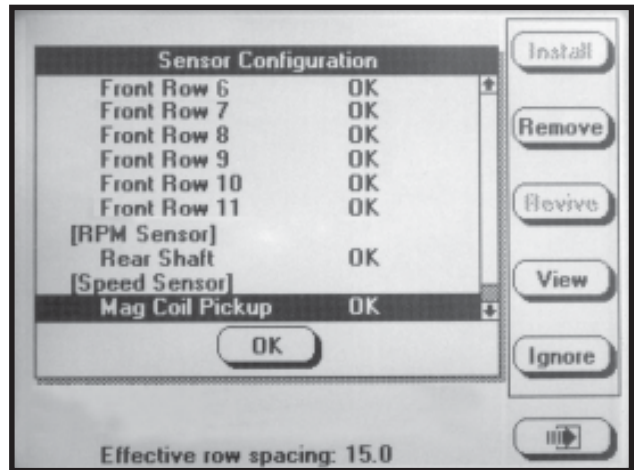 Sensor Configuration
Front Row 6 OK
Front Row 7 OK
Front Row 8 OK
Front Row 9 OK
Front Row 10 OK
Front Row 11 OK
[RPM Sensor]
Rear Shaft OK
[Speed Sensor]
Mag Coil Pickup OK
OK
Effective row spacing: 15.0
Install
Remove
Revive
View
Ignore